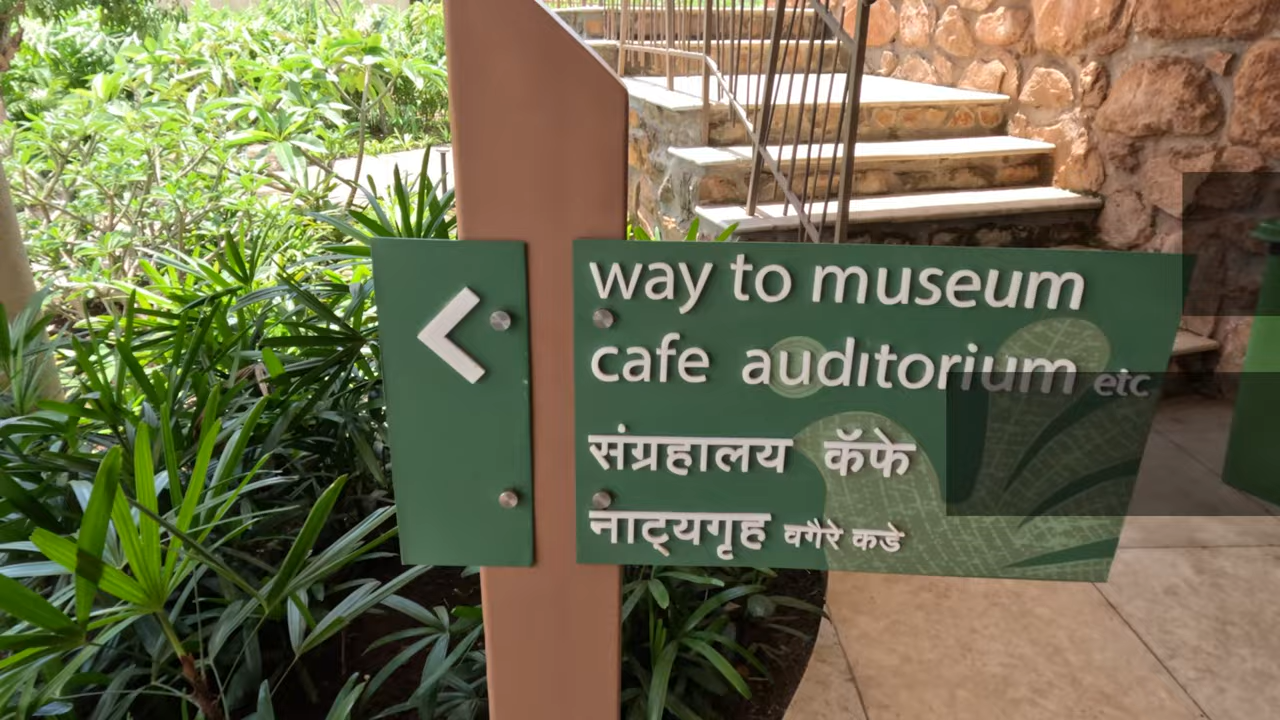 way to museum
cafe auditorium etc
संग्रहालय कॅफे
नाट्यगृह वगैरे कडे